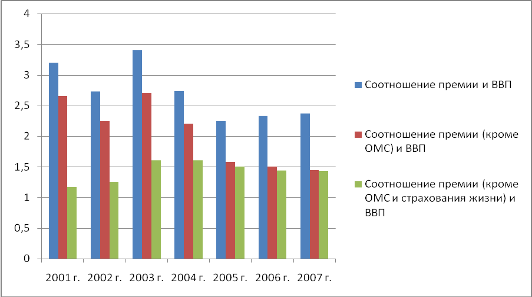 4
3,5
3
2,5
2
1,5
1
0,5
0
2001 г. 2002 г. 2003 г. 2004 г. 2005 г. 2006 г. 2007 г.
Соотношение премии и ВВП
Соотношение премии (кроме
ОМС) и ВВП
Соотношение премии (кроме
ОМС и страхования жизни) и
ВВП